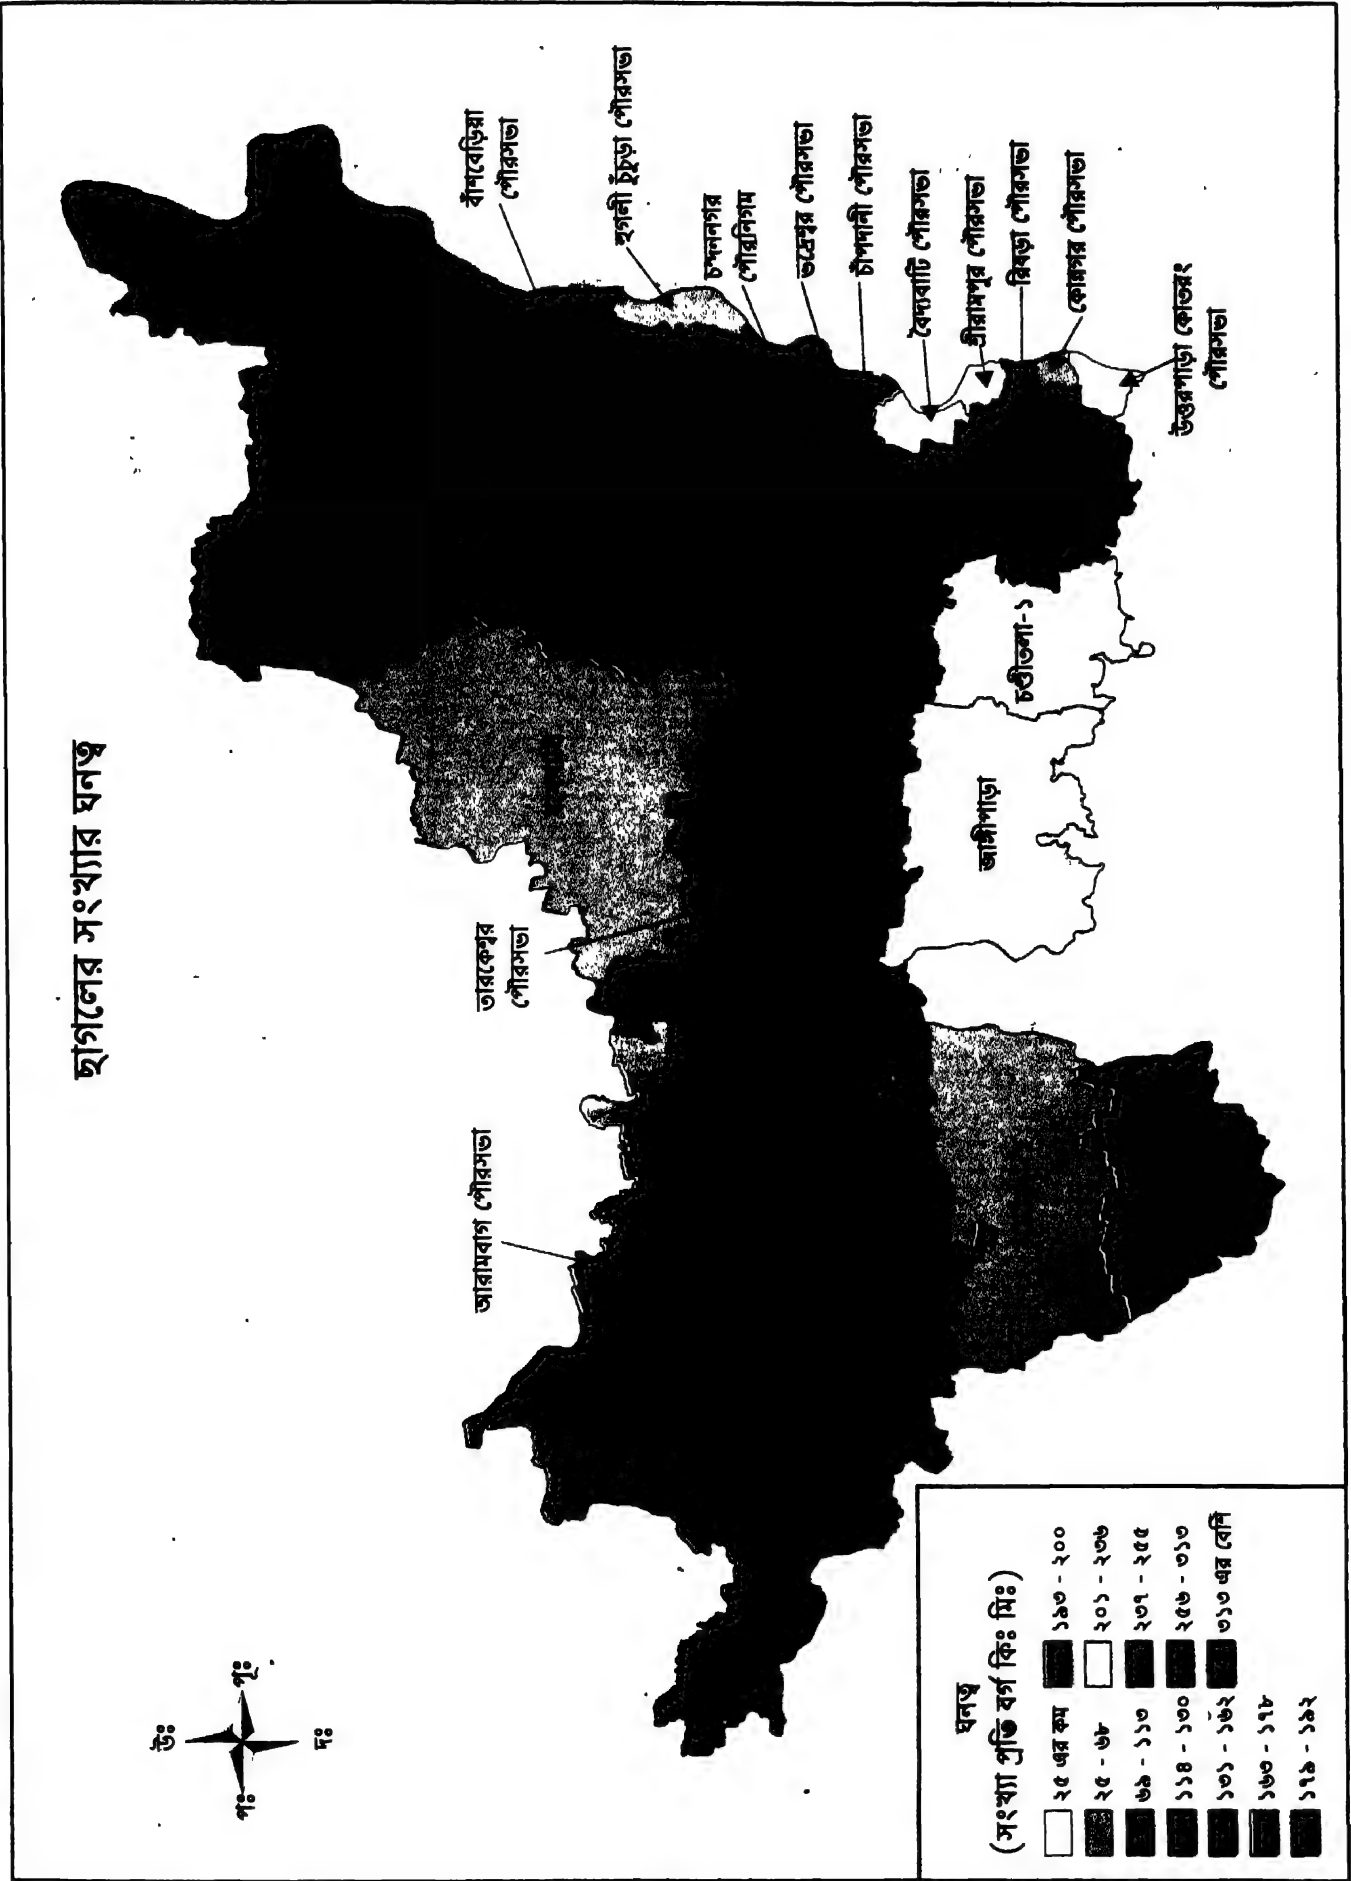 ছাগলের সংখ্যার ঘনত্ব
উঃ
পঃ
পূঃ
দঃ
আরামবাগ পৌরসভা
তারকেশ্বর
পৌরসভা
বাঁশবেড়িয়া
পৌরসভা
হুগলী চুঁচুড়া পৌরসভা
চন্দননগর
পৌরনিগম
ভদ্রেশ্বর পৌরসভা
চাঁপদানী পৌরসভা
বৈদ্যবাটি পৌরসভা
শ্রীরামপুর পৌরসভা
রিষড়া পৌরসভা
কোন্নগর পৌরসভা
উত্তরপাড়া কোতরং
পৌরসভা
চণ্ডীতলা-১
জাঙ্গীপাড়া
ঘনত্ব
(সংখ্যা প্রতি বর্গ কিঃ মিঃ)
২৫ এর কম
২৫ - ৬৮
৬৯ - ১১৩
১১৪ - ১৩০
১৩১ - ১৬২
১৬৩ - ১৭৮
১৭৯ - ১৯২
১৯৩ - ২০০
২০১ - ২৩৬
২৩৭ - ২৫৫
২৫৬ - ৩১৩
৩১৩ এর বেশি